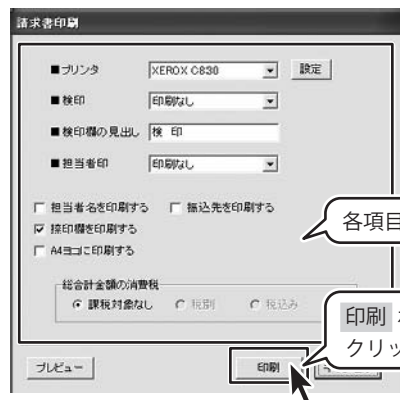 請求書印刷
■プリンタ XEROX C830 設定
■検印 印刷なし
■検印欄の見出し 検 印
■担当者印 印刷なし
担当者名を印刷する 振込先を印刷する
捺印欄を印刷する
A4ヨコに印刷する
各項目
総合計金額の消費税
課税対象なし 税別 税込み
印刷
クリッ
プレビュー 印刷